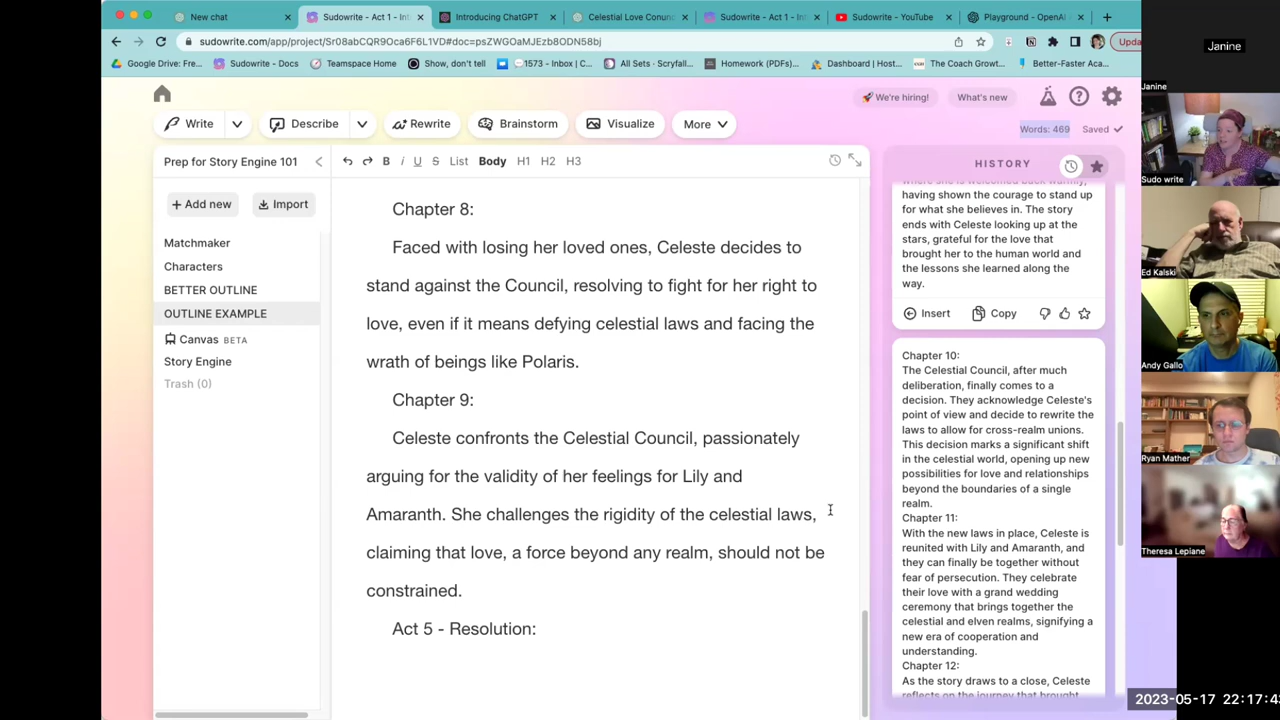 New chat
Sudowrite - Act 1 - Int
Introducing ChatGPT
Celestial Love Conun
Sudowrite - Act 1 - Int
Sudowrite - YouTube
Playground - OpenAI
sudowrite.com/app/project/Sr08abCQR9Oca6F6L1VD#doc=psZWGOaMJEzb8ODN58bj
Upda
Google Drive: Fre...
Sudowrite - Docs
Teamspace Home
Show, don't tell
1573 - Inbox | C...
All Sets · Scryfall...
Homework (PDFs)...
Dashboard | Host...
The Coach Growt...
Better-Faster Aca...
We're hiring!
What's new
Write
Describe
Rewrite
Brainstorm
Visualize
More
Words: 469
Saved
Prep for Story Engine 101
B i U S List Body H1 H2 H3
HISTORY
+ Add new
Import
Matchmaker
Characters
BETTER OUTLINE
OUTLINE EXAMPLE
Canvas BETA
Story Engine
Trash (0)
Chapter 8:
Faced with losing her loved ones, Celeste decides to
stand against the Council, resolving to fight for her right to
love, even if it means defying celestial laws and facing the
wrath of beings like Polaris.
Chapter 9:
Celeste confronts the Celestial Council, passionately
arguing for the validity of her feelings for Lily and
Amaranth. She challenges the rigidity of the celestial laws,
claiming that love, a force beyond any realm, should not be
constrained.
Act 5 - Resolution:
where she is welcomed back warmly,
having shown the courage to stand up
for what she believes in. The story
ends with Celeste looking up at the
stars, grateful for the love that
brought her to the human world and
the lessons she learned along the
way.
Insert
Copy
Chapter 10:
The Celestial Council, after much
deliberation, finally comes to a
decision. They acknowledge Celeste's
point of view and decide to rewrite the
laws to allow for cross-realm unions.
This decision marks a significant shift
in the celestial world, opening up new
possibilities for love and relationships
beyond the boundaries of a single
realm.
Chapter 11:
With the new laws in place, Celeste is
reunited with Lily and Amaranth, and
they can finally be together without
fear of persecution. They celebrate
their love with a grand wedding
ceremony that brings together the
celestial and elven realms, signifying a
new era of cooperation and
understanding.
Chapter 12:
As the story draws to a close, Celeste
reflects on the journey that brought
Janine
Janine
Sudo write
Ed Kalski
Andy Gallo
Ryan Mather
Theresa Lepiane
2023-05-17 22:17:4